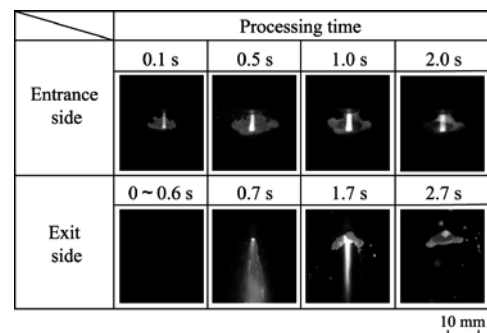 Processing time
0.1 s 0.5 s 1.0 s 2.0 s
Entrance
side
0 ~ 0.6 s 0.7 s 1.7 s 2.7 s
Exit
side
10 mm